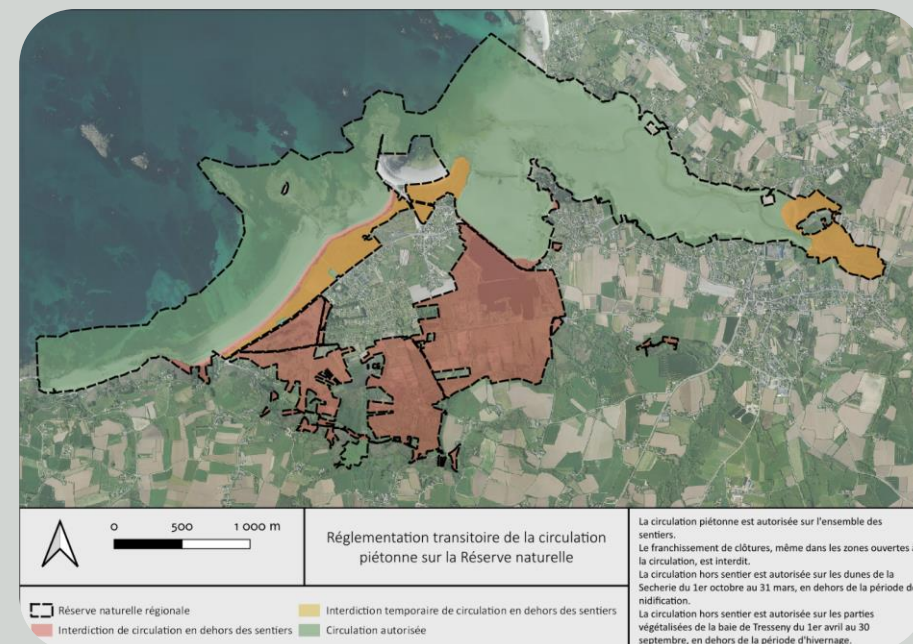 0 500 1 000 m
Réglementation transitoire de la circulation
piétonne sur la Réserve naturelle
Réserve naturelle régionale
Interdiction de circulation en dehors des sentiers
Interdiction temporaire de circulation en dehors des sentiers
Circulation autorisée
La circulation piétonne est autorisée sur l'ensemble des
sentiers.
Le franchissement de clôtures, même dans les zones ouvertes à
la circulation, est interdit.
La circulation hors sentier est autorisée sur les dunes de la
Secherie du 1er octobre au 31 mars, en dehors de la période de
nidification.
La circulation hors sentier est autorisée sur les parties
végétalisées de la baie de Tresseny du 1er avril au 30
septembre, en dehors de la période d'hivernage.